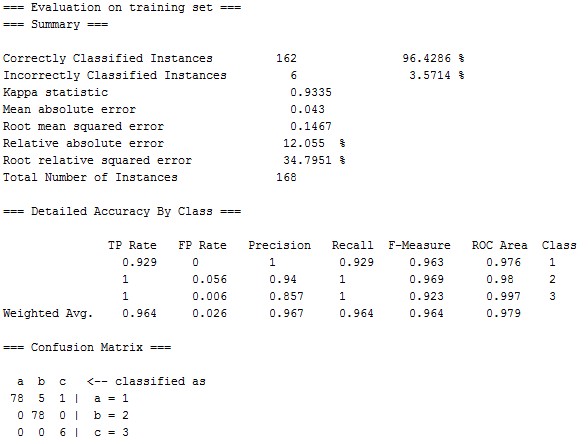 === Evaluation on training set ===
=== Summary ===
Correctly Classified Instances 162 96.4286 %
Incorrectly Classified Instances 6 3.5714 %
Kappa statistic 0.9335
Mean absolute error 0.043
Root mean squared error 0.1467
Relative absolute error 12.055 %
Root relative squared error 34.7951 %
Total Number of Instances 168
=== Detailed Accuracy By Class ===
TP Rate FP Rate Precision Recall F-Measure ROC Area Class
0.929 0 1 0.929 0.963 0.976 1
1 0.056 0.94 1 0.969 0.98 2
1 0.006 0.857 1 0.923 0.997 3
Weighted Avg. 0.964 0.026 0.967 0.964 0.964 0.979
=== Confusion Matrix ===
a b c <-- classified as
78 5 1 | a = 1
0 78 0 | b = 2
0 0 6 | c = 3